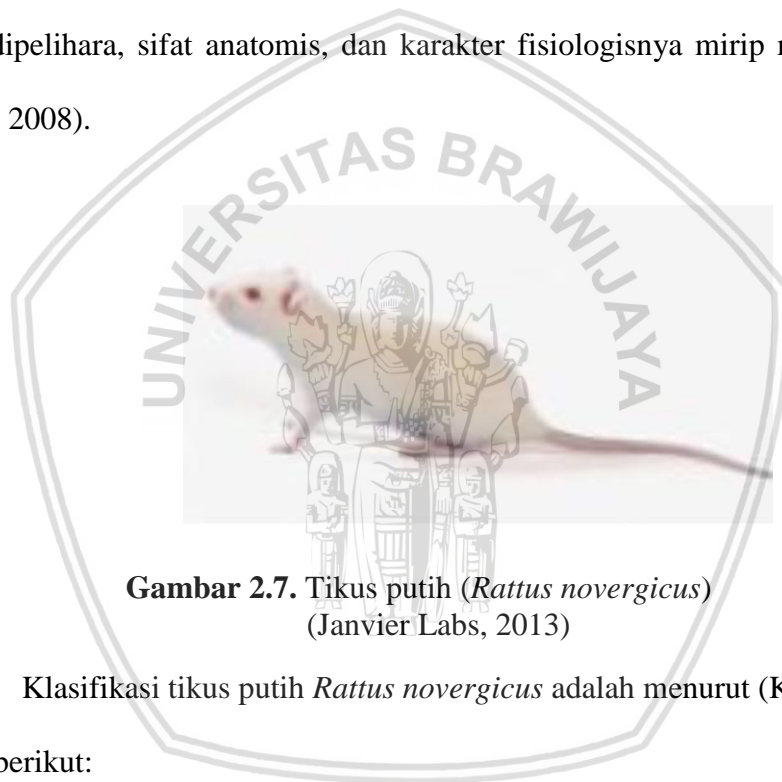 dipelihara, sifat anatomis, dan karakter fisiologisnya mirip
2008).
UNIVERSITAS BRAWIJAYA
Gambar 2.7. Tikus putih (Rattus novergicus)
(Janvier Labs, 2013)
Klasifikasi tikus putih Rattus novergicus adalah menurut (K
berikut: